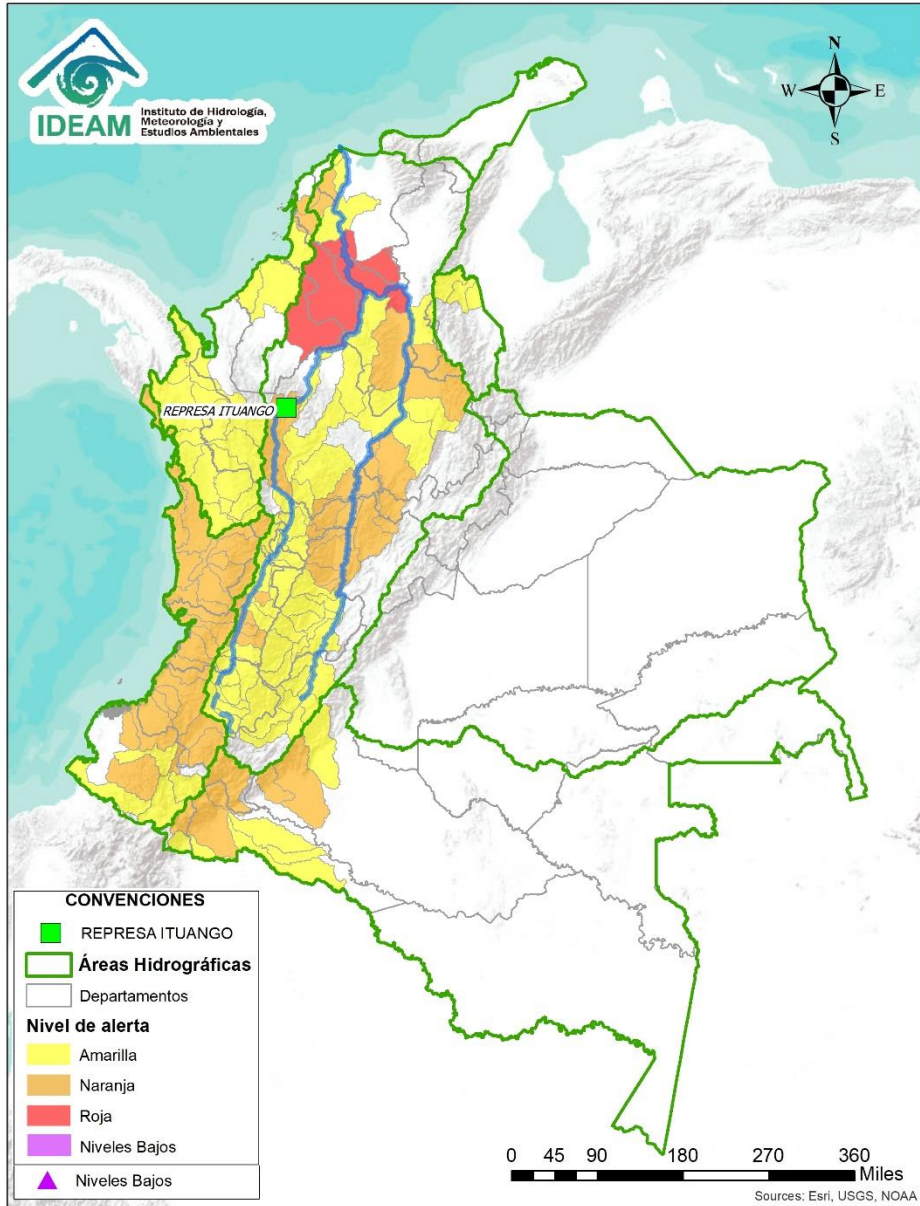 IDEAM
Instituto de Hidrología,
Meteorología y
Estudios Ambientales
N
W
E
S
REPRESA ITUANGO
CONVENCIONES
REPRESA ITUANGO
Áreas Hidrográficas
Departamentos
Nivel de alerta
Amarilla
Naranja
Roja
Niveles Bajos
Niveles Bajos
0 45 90 180 270 360
Miles
Sources: Esri, USGS, NOAA